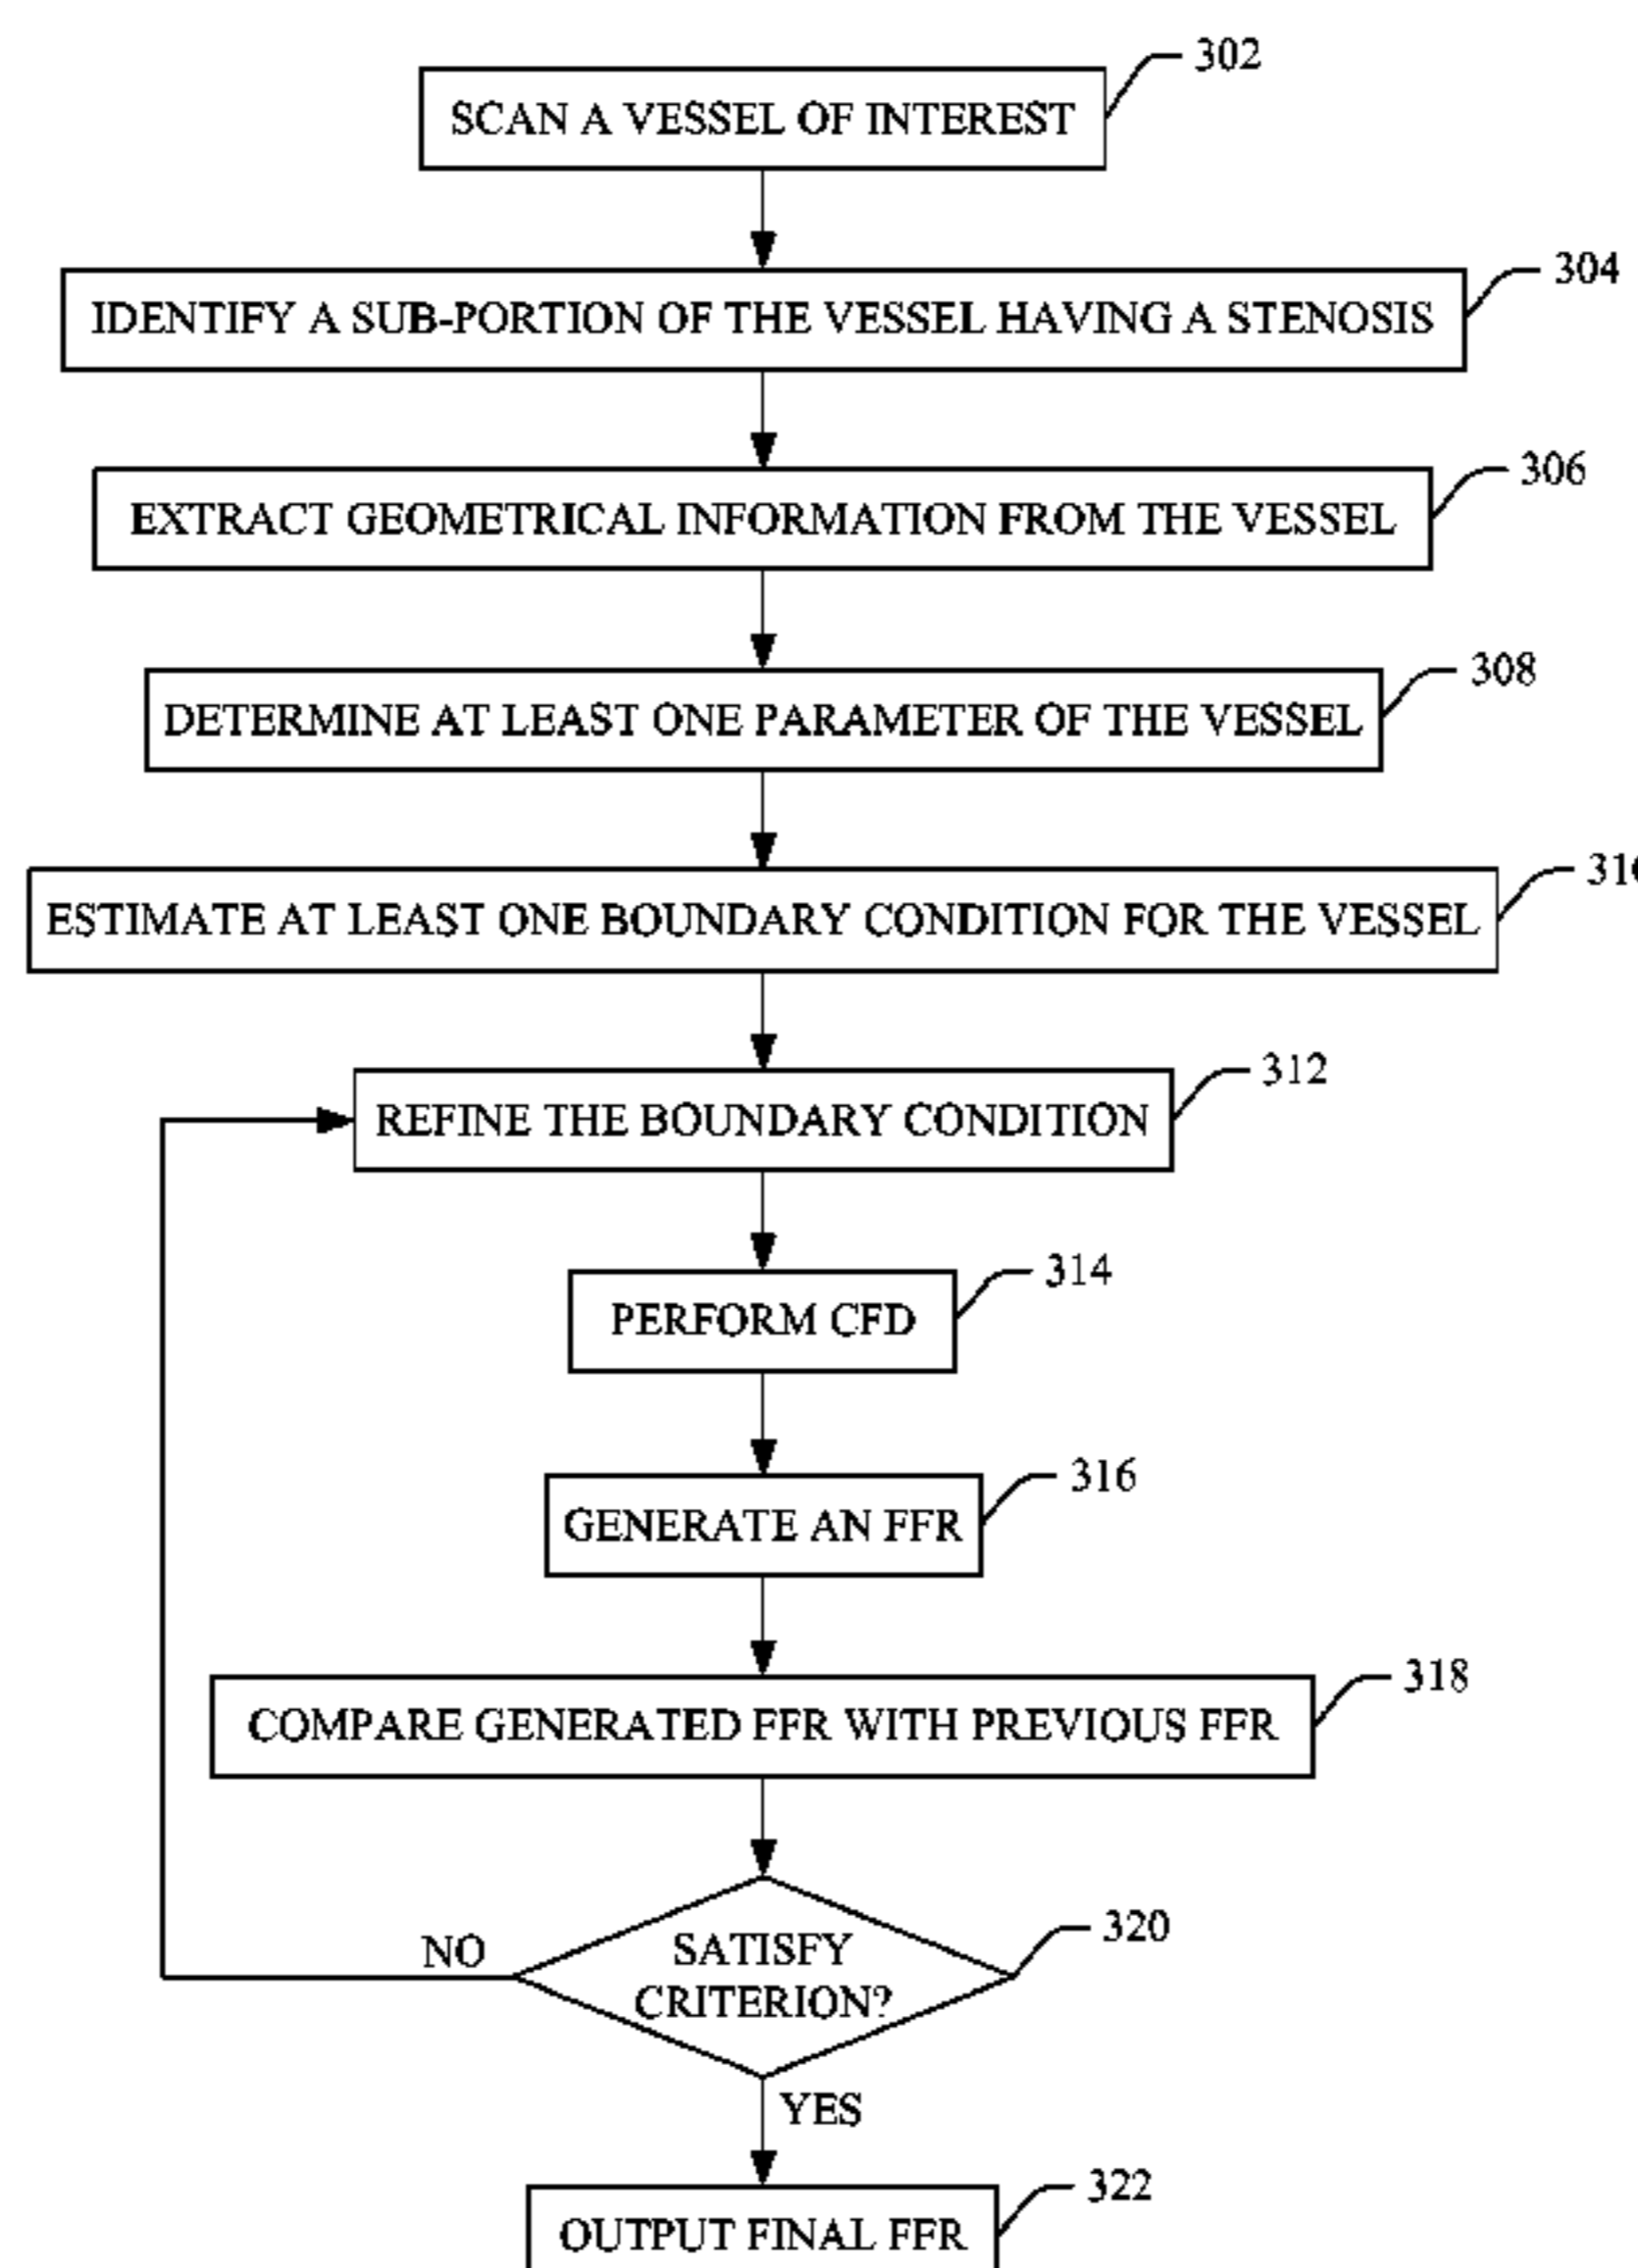 302
SCAN A VESSEL OF INTEREST
304
IDENTIFY A SUB-PORTION OF THE VESSEL HAVING A STENOSIS
306
EXTRACT GEOMETRICAL INFORMATION FROM THE VESSEL
308
DETERMINE AT LEAST ONE PARAMETER OF THE VESSEL
310
ESTIMATE AT LEAST ONE BOUNDARY CONDITION FOR THE VESSEL
312
REFINE THE BOUNDARY CONDITION
314
PERFORM CFD
316
GENERATE AN FFR
318
COMPARE GENERATED FFR WITH PREVIOUS FFR
320
NO
SATISFY
CRITERION?
YES
322
OUTPUT FINAL FFR